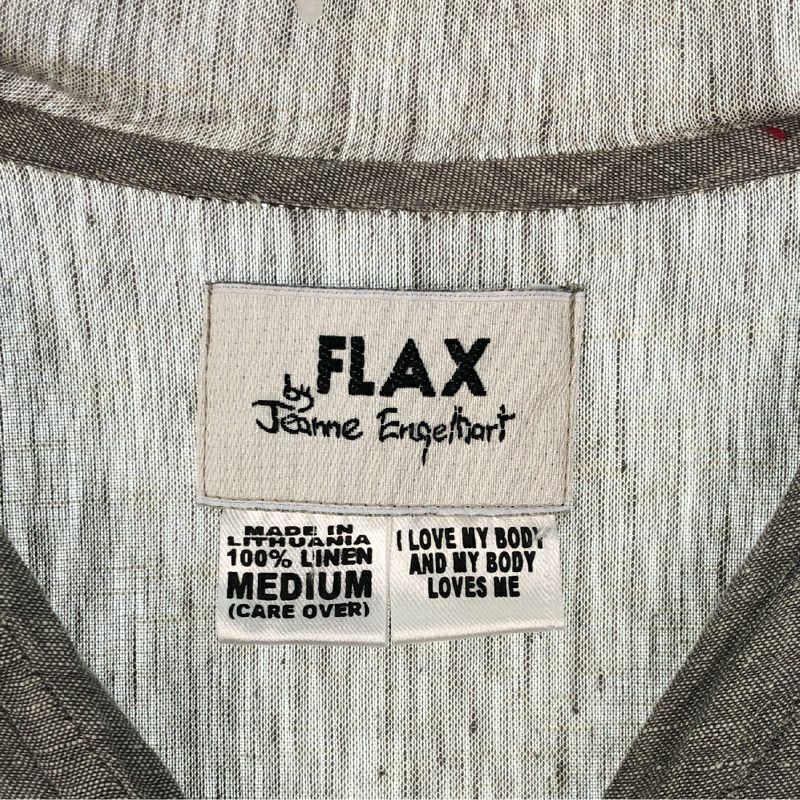 FLAX
by
Jeanne Engelhart
MADE IN
LITHUANIA
100% LINEN
MEDIUM
(CARE OVER)
I LOVE MY BODY
AND MY BODY
LOVES ME